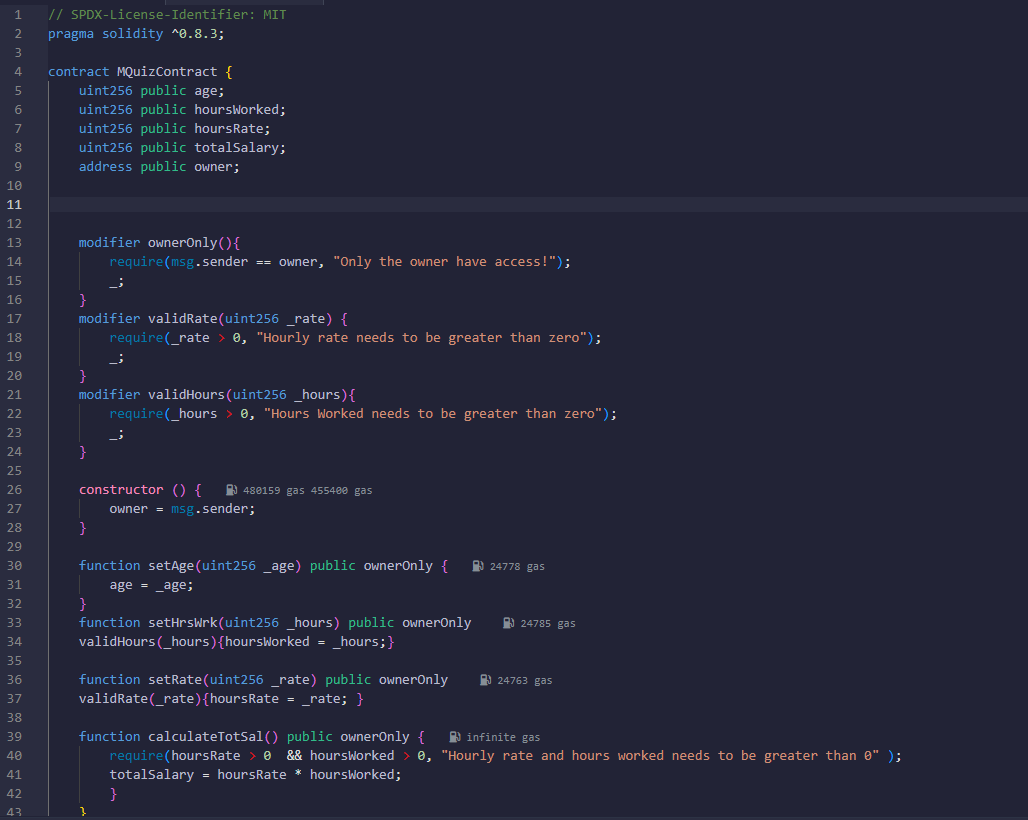 1 // SPDX-License-Identifier: MIT
2 pragma solidity ^0.8.3;
3
4 contract MQuizContract {
5     uint256 public age;
6     uint256 public hoursWorked;
7     uint256 public hoursRate;
8     uint256 public totalSalary;
9     address public owner;
10
11
12
13     modifier ownerOnly(){
14         require(msg.sender == owner, "Only the owner have access!");
15         _;
16     }
17     modifier validRate(uint256 _rate) {
18         require(_rate > 0, "Hourly rate needs to be greater than zero");
19         _;
20     }
21     modifier validHours(uint256 _hours){
22         require(_hours > 0, "Hours Worked needs to be greater than zero");
23         _;
24     }
25
26     constructor () {   480159 gas 455400 gas
27         owner = msg.sender;
28     }
29
30     function setAge(uint256 _age) public ownerOnly {   24778 gas
31         age = _age;
32     }
33     function setHrsWrk(uint256 _hours) public ownerOnly   24785 gas
34     validHours(_hours){hoursWorked = _hours;}
35
36     function setRate(uint256 _rate) public ownerOnly   24763 gas
37     validRate(_rate){hoursRate = _rate; }
38
39     function calculateTotSal() public ownerOnly {   infinite gas
40         require(hoursRate > 0  && hoursWorked > 0, "Hourly rate and hours worked needs to be greater than 0" );
41         totalSalary = hoursRate * hoursWorked;
42         }
43     }